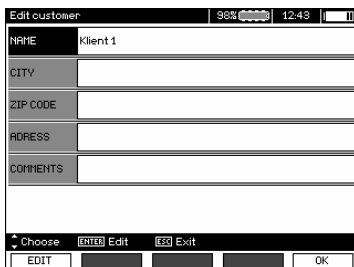 Edit customer 98% 12:43
NAME Klient 1
CITY
ZIP CODE
ADRESS
COMMENTS
Choose ENTER Edit ESC Exit
EDIT OK